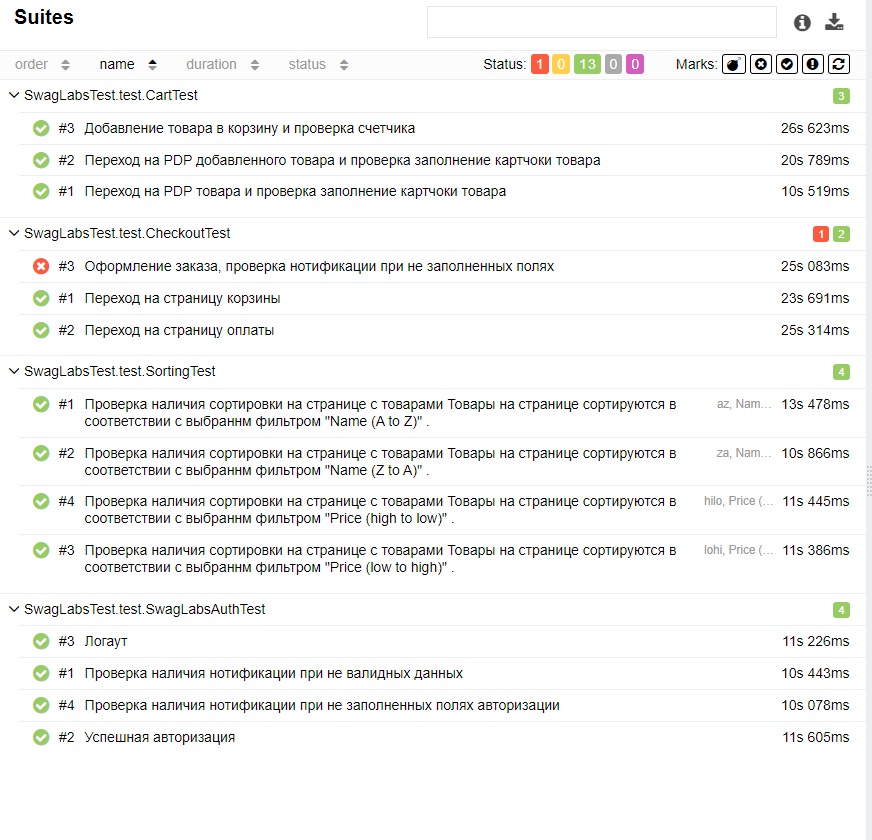 Suites
order name duration status Status: 1 0 13 0 0 Marks:
SwagLabsTest.test.CartTest 3
#3 Добавление товара в корзину и проверка счетчика 26s 623ms
#2 Переход на PDP добавленного товара и проверка заполнение картчоки товара 20s 789ms
#1 Переход на PDP товара и проверка заполнение картчоки товара 10s 519ms
SwagLabsTest.test.CheckoutTest 1 2
#3 Оформление заказа, проверка нотификации при не заполненных полях 25s 083ms
#1 Переход на страницу корзины 23s 691ms
#2 Переход на страницу оплаты 25s 314ms
SwagLabsTest.test.SortingTest 4
#1 Проверка наличия сортировки на странице с товарами Товары на странице сортируются в az, Nam... 13s 478ms
соответствии с выбраннм фильтром "Name (A to Z)" .
#2 Проверка наличия сортировки на странице с товарами Товары на странице сортируются в za, Nam... 10s 866ms
соответствии с выбраннм фильтром "Name (Z to A)" .
#4 Проверка наличия сортировки на странице с товарами Товары на странице сортируются в hilo, Price (... 11s 445ms
соответствии с выбраннм фильтром "Price (high to low)" .
#3 Проверка наличия сортировки на странице с товарами Товары на странице сортируются в lohi, Price (... 11s 386ms
соответствии с выбраннм фильтром "Price (low to high)" .
SwagLabsTest.test.SwagLabsAuthTest 4
#3 Логаут 11s 226ms
#1 Проверка наличия нотификации при не валидных данных 10s 443ms
#4 Проверка наличия нотификации при не заполненных полях авторизации 10s 078ms
#2 Успешная авторизация 11s 605ms